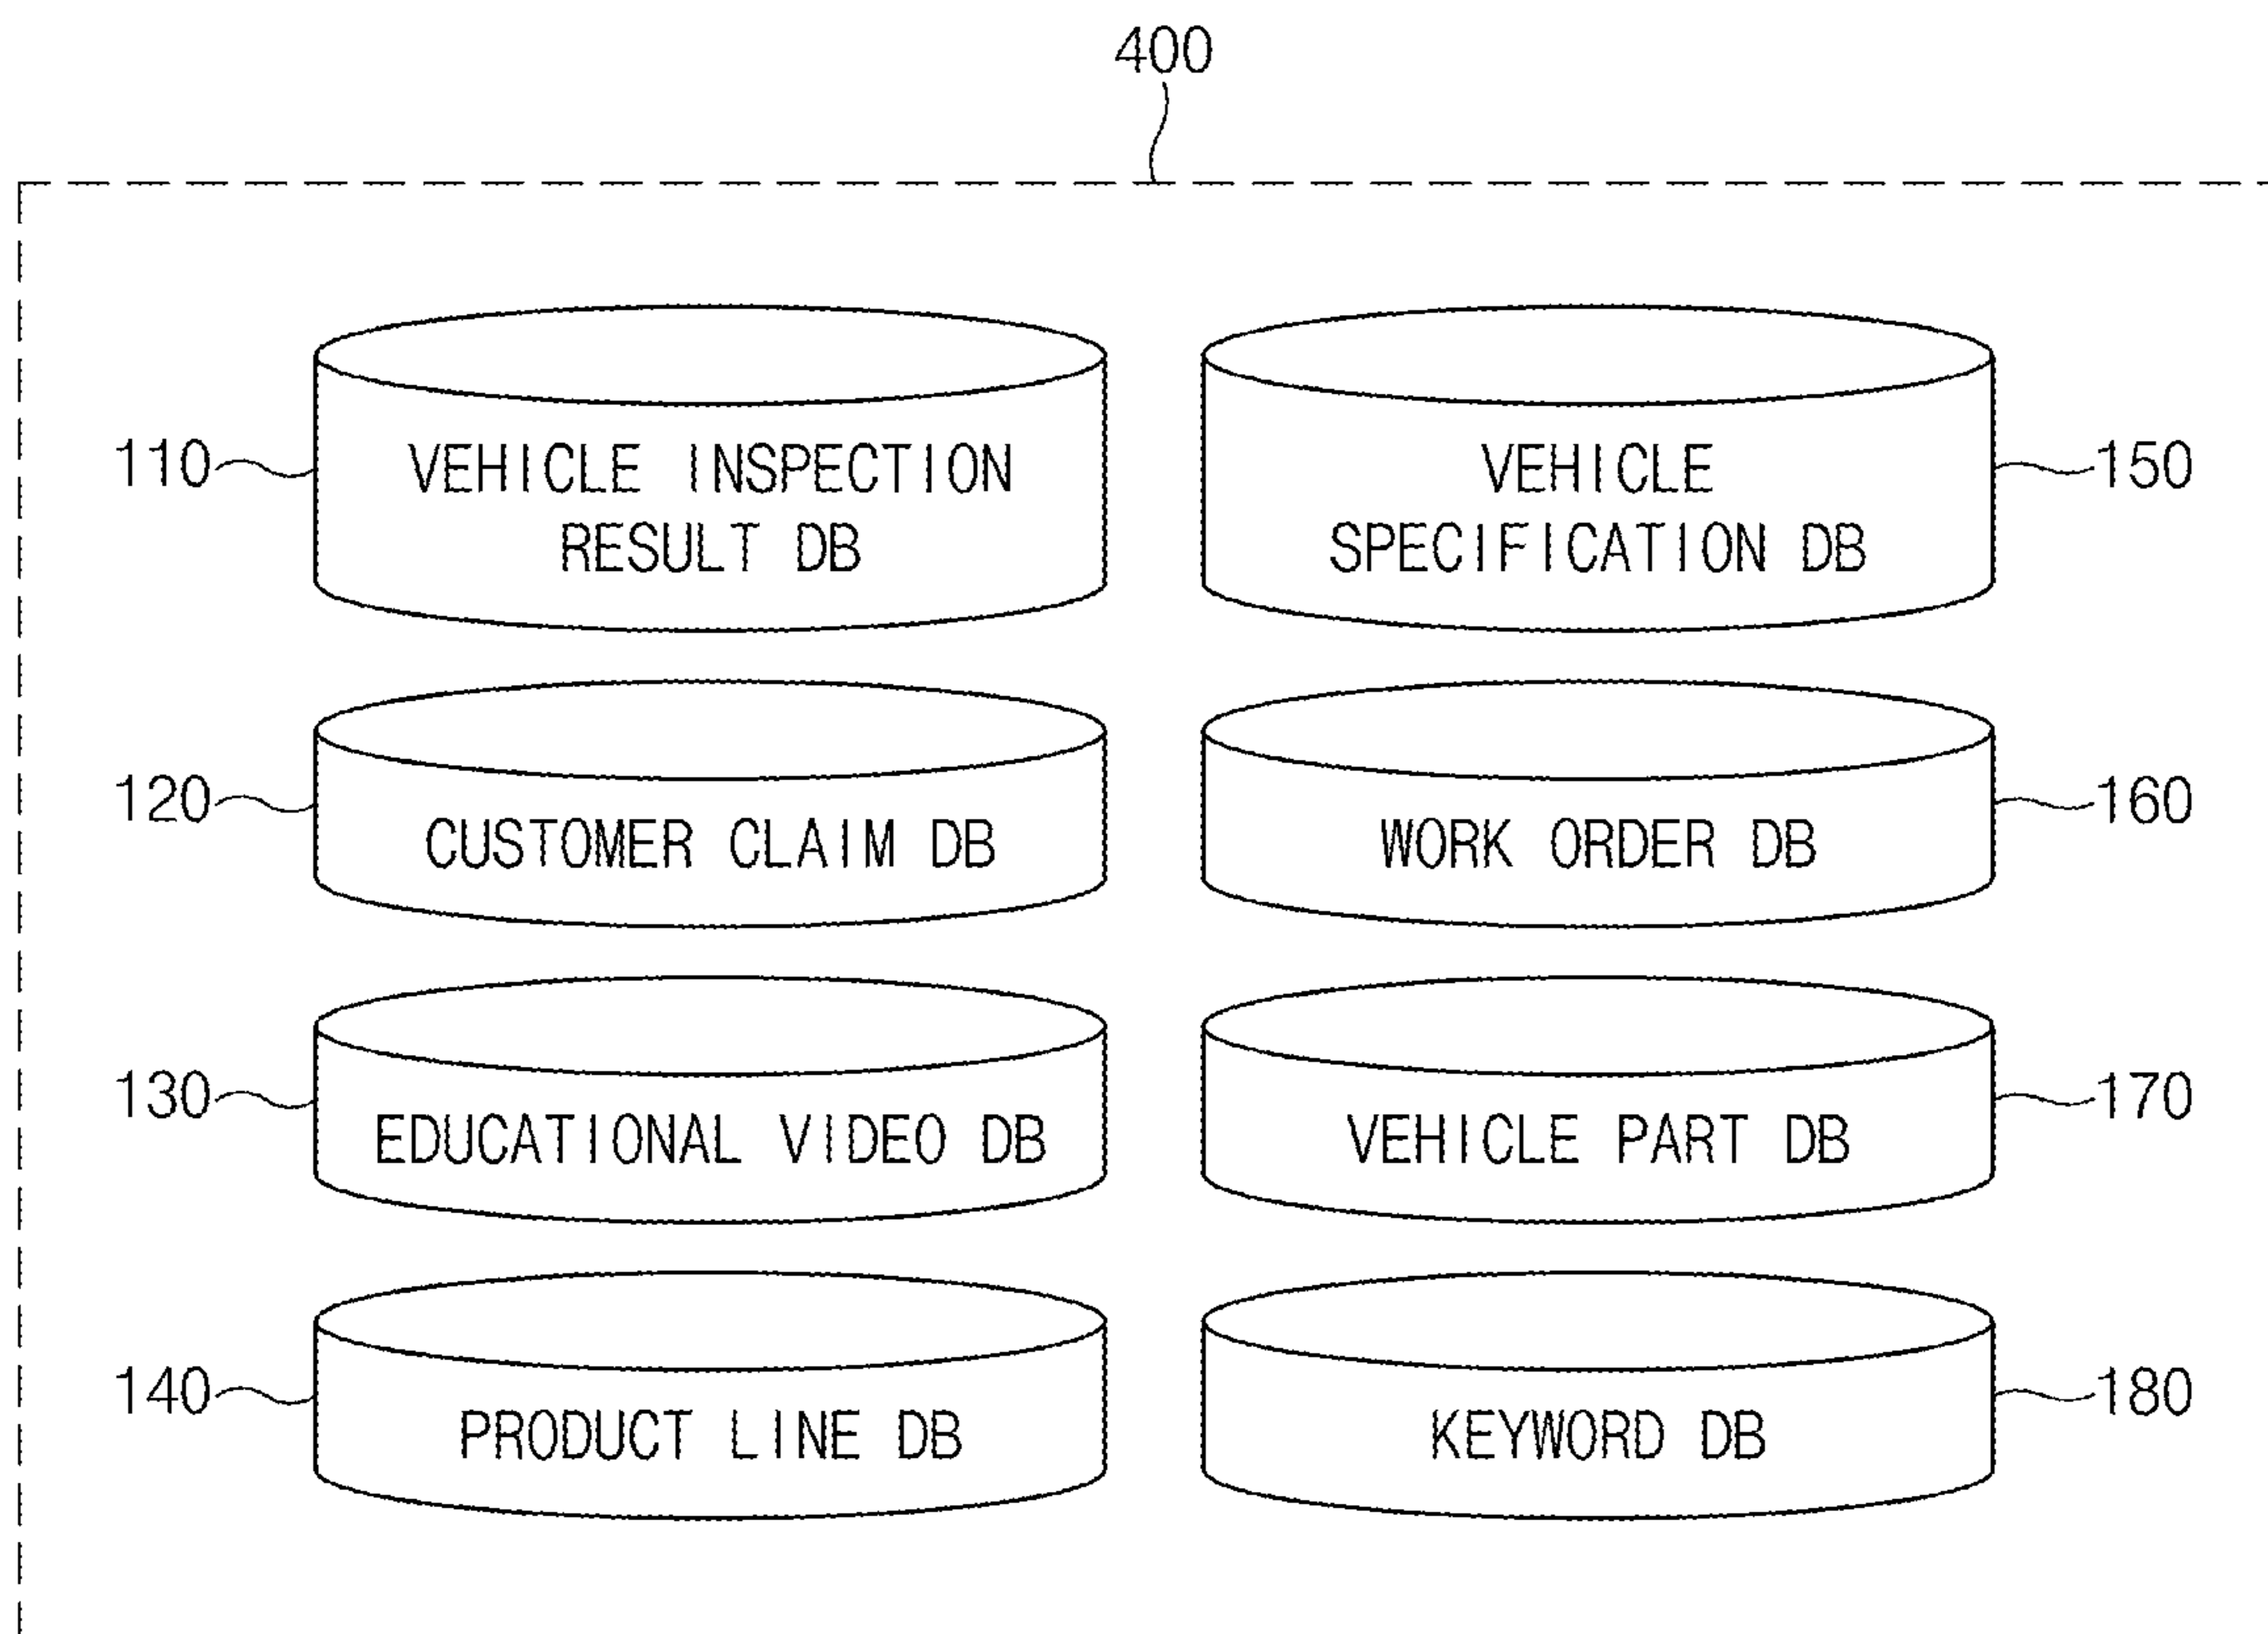 400
110
VEHICLE INSPECTION
RESULT DB
VEHICLE
SPECIFICATION DB
150
120
CUSTOMER CLAIM DB
WORK ORDER DB
160
130
EDUCATIONAL VIDEO DB
VEHICLE PART DB
170
140
PRODUCT LINE DB
KEYWORD DB
180